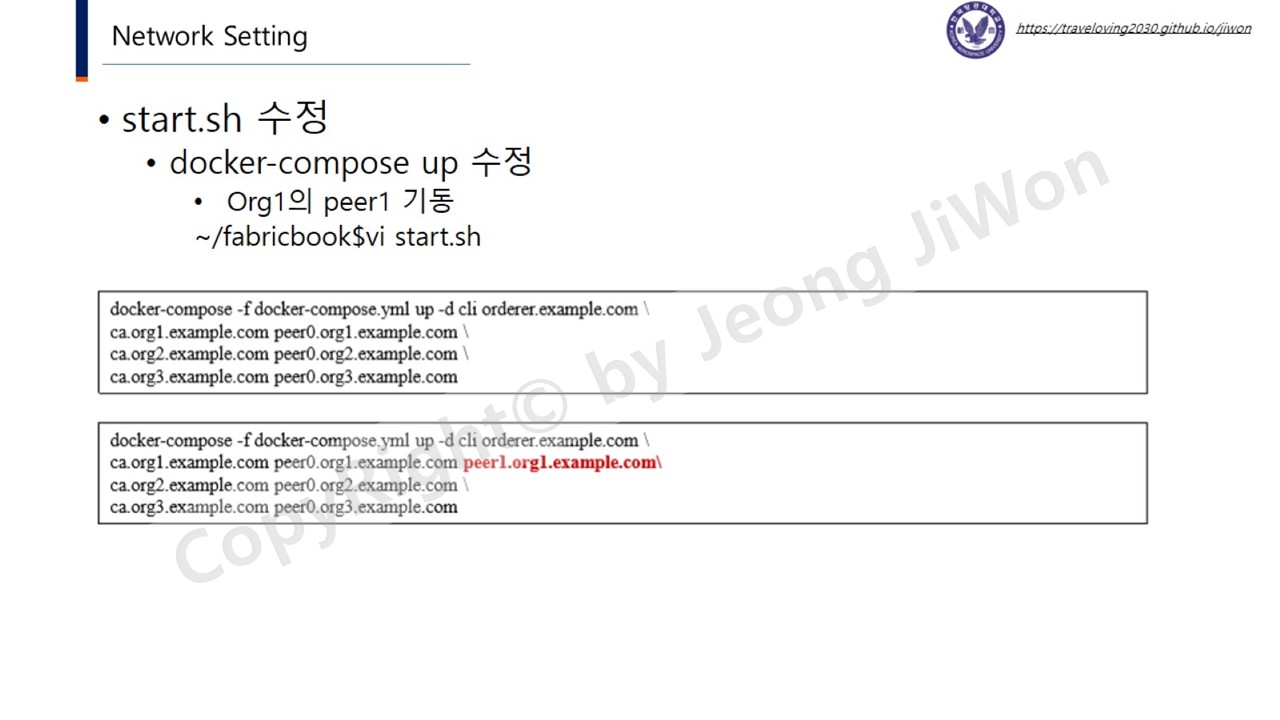 Network Setting
https://traveloving2030.github.io/jiwon
• start.sh 수정
• docker-compose up 수정
• Org1의 peer1 기동
~/fabricbook$vi start.sh
docker-compose -f docker-compose.yml up -d cli orderer.example.com \
ca.org1.example.com peer0.org1.example.com \
ca.org2.example.com peer0.org2.example.com \
ca.org3.example.com peer0.org3.example.com
docker-compose -f docker-compose.yml up -d cli orderer.example.com \
ca.org1.example.com peer0.org1.example.com peer1.org1.example.com\
ca.org2.example.com peer0.org2.example.com \
ca.org3.example.com peer0.org3.example.com
CopyRight© by Jeong JiWon